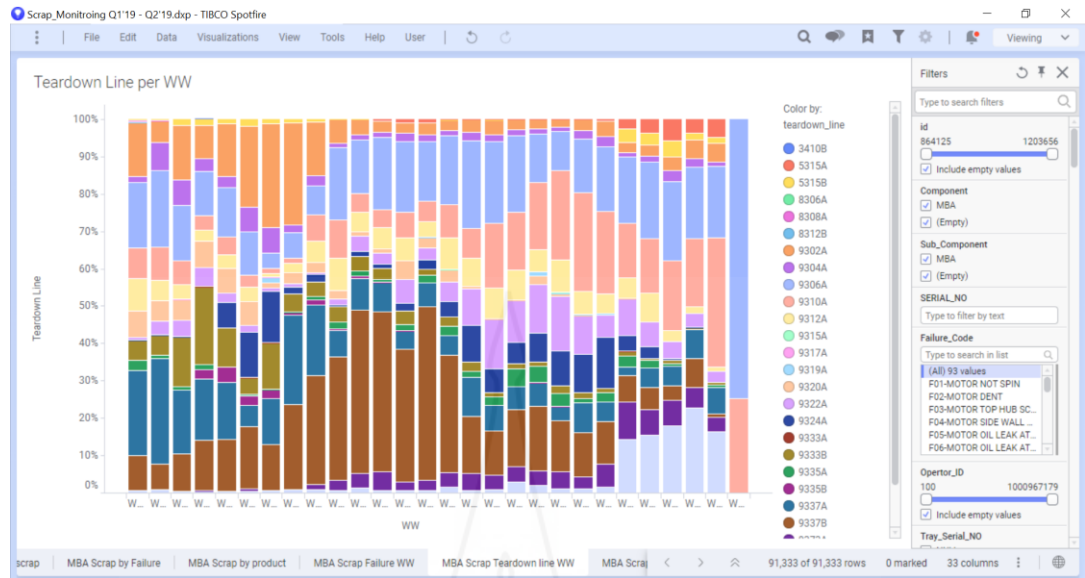 Scrap_Monitroing Q1'19 - Q2'19.dxp - TIBCO Spotfire
File Edit Data Visualizations View Tools Help User Viewing
Teardown Line per WW
100%
90%
80%
70%
60%
50%
40%
30%
20%
10%
0%
Teardown Line
W... W... W... W... W... W... W... W... W... W... W... W... W... W... W... W... W... W... W... W... W... W... W... W... W... W... W...
WW
Color by:
teardown_line
3410B
5315A
5315B
8306A
8308A
8312B
9302A
9304A
9306A
9310A
9312A
9315A
9317A
9319A
9320A
9322A
9324A
9333A
9333B
9335A
9335B
9337A
9337B
Filters
Type to search filters
id
864125 1203656
Include empty values
Component
MBA
(Empty)
Sub_Component
MBA
(Empty)
SERIAL_NO
Type to filter by text
Failure_Code
Type to search in list
(All) 93 values
F01-MOTOR NOT SPIN
F02-MOTOR DENT
F03-MOTOR TOP HUB SC...
F04-MOTOR SIDE WALL ...
F05-MOTOR OIL LEAK AT...
F06-MOTOR OIL LEAK AT...
Opertor_ID
100 1000967179
Include empty values
Tray_Serial_NO
scrap MBA Scrap by Failure MBA Scrap by product MBA Scrap Failure WW MBA Scrap Teardown line WW MBA Scrap 91,333 of 91,333 rows 0 marked 33 columns